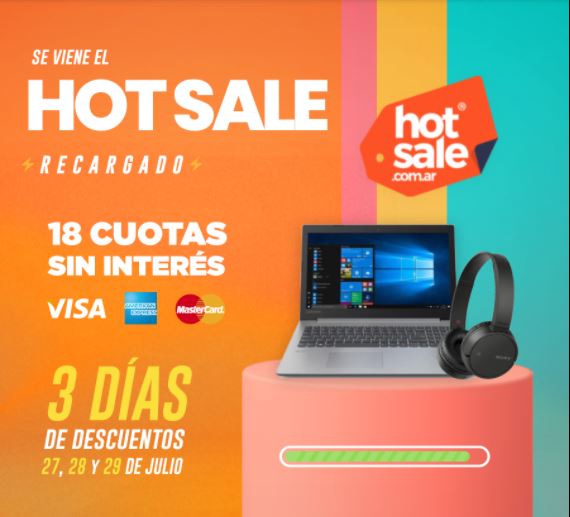 SE VIENE EL
HOT SALE
RECARGADO
hot®
sale
.com.ar
18 CUOTAS
SIN INTERÉS
VISA
AMERICAN
EXPRESS
MasterCard.
SONY
3 DÍAS
DE DESCUENTOS
27, 28 Y 29 DE JULIO